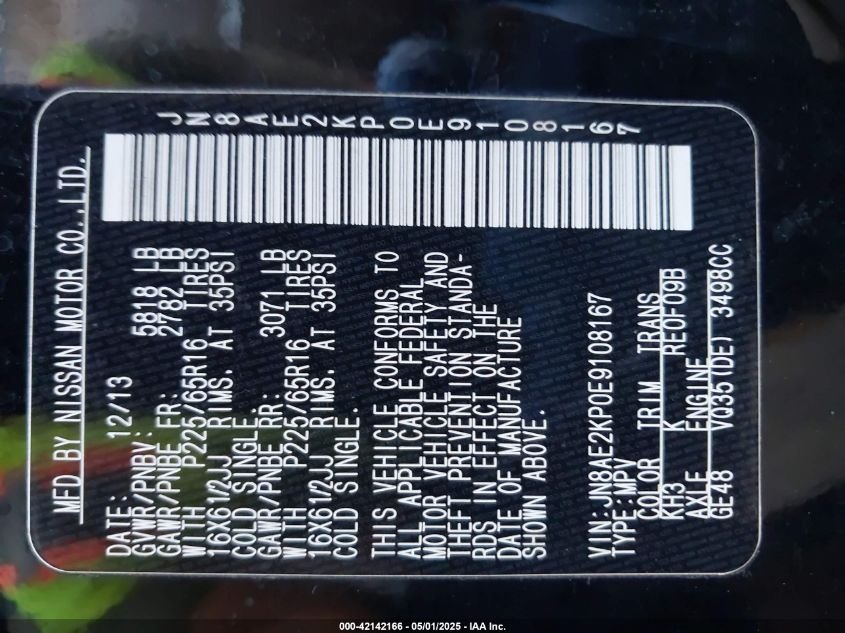 MFD BY NISSAN MOTOR CO.,LTD.
JN8AE2KP0E9108167
DATE: 12/13
GVWR/PNBV: 5818 LB
GAWR/PNBE FR: 2782 LB
WITH P225/65R16 TIRES
16X61/2JJ RIMS. AT 35PSI
COLD SINGLE.
GAWR/PNBE RR: 3071 LB
WITH P225/65R16 TIRES
16X61/2JJ RIMS. AT 35PSI
COLD SINGLE.
THIS VEHICLE CONFORMS TO
ALL APPLICABLE FEDERAL
MOTOR VEHICLE SAFETY AND
THEFT PREVENTION STANDA-
RDS IN EFFECT ON THE
DATE OF MANUFACTURE
SHOWN ABOVE.
VIN:JN8AE2KP0E9108167
TYPE:MPV
COLOR TRIM TRANS
KH3 K RE0F09B
AXLE ENGINE
GE48 VQ35(DE) 3498CC
000-42142166 - 05/01/2025 - IAA Inc.